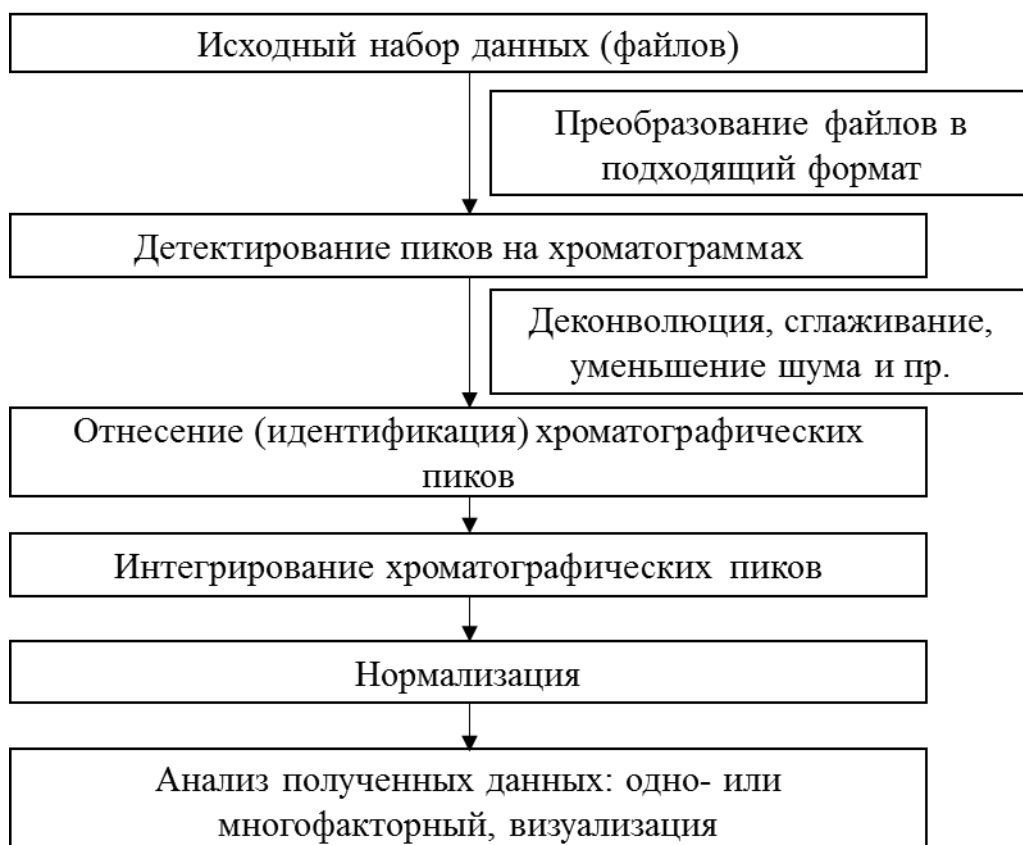 Исходный набор данных (файлов)
Преобразование файлов в
подходящий формат
Детектирование пиков на хроматограммах
Деконволюция, сглаживание,
уменьшение шума и пр.
Отнесение (идентификация) хроматографических
пиков
Интегрирование хроматографических пиков
Нормализация
Анализ полученных данных: одно- или
многофакторный, визуализация